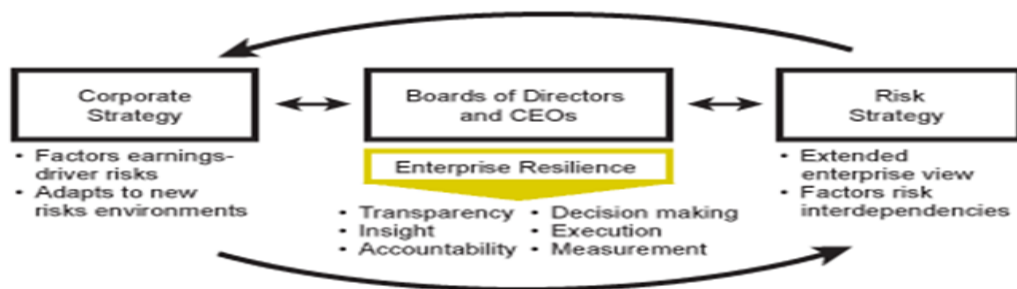 Corporate
Strategy
Boards of Directors
and CEOs
Risk
Strategy
• Factors earnings-
driver risks
• Adapts to new
risks environments
Enterprise Resilience
• Transparency
• Insight
• Accountability
• Decision making
• Execution
• Measurement
• Extended
enterprise view
• Factors risk
interdependencies